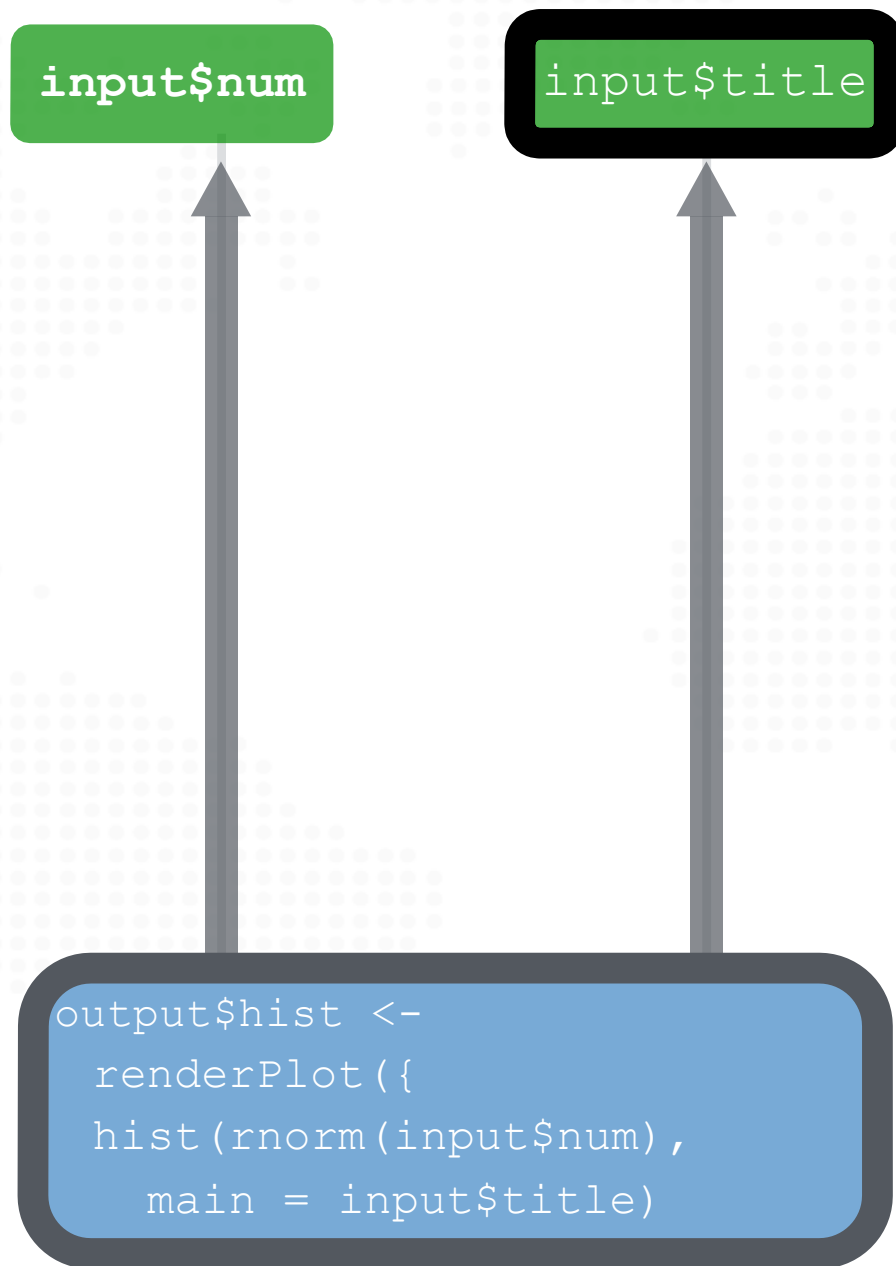 input$num
input$title
output$hist <-
renderPlot({
hist(rnorm(input$num),
main = input$title)